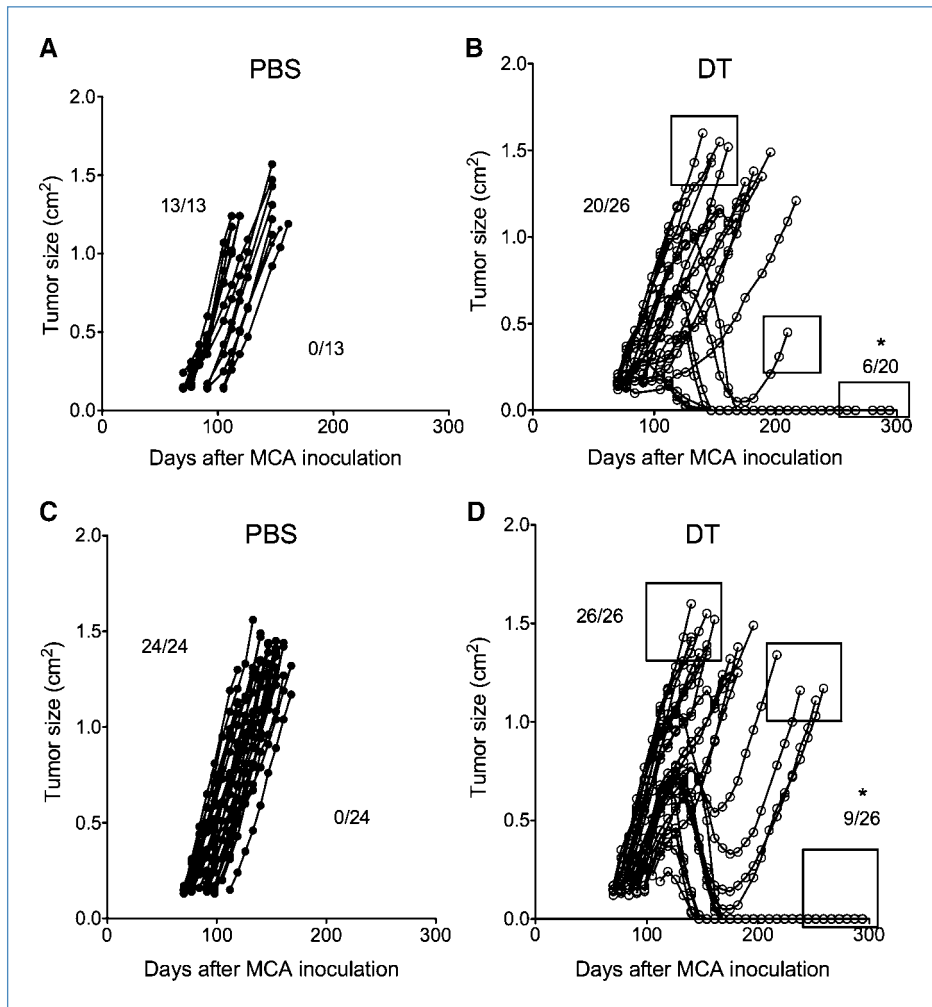 A
PBS
2.0
1.5
1.0
0.5
0.0
0
100
200
300
Tumor size (cm²)
13/13
0/13
Days after MCA inoculation
B
DT
2.0
1.5
1.0
0.5
0.0
0
100
200
300
Tumor size (cm²)
20/26
*
6/20
Days after MCA inoculation
C
PBS
2.0
1.5
1.0
0.5
0.0
0
100
200
300
Tumor size (cm²)
24/24
0/24
Days after MCA inoculation
D
DT
2.0
1.5
1.0
0.5
0.0
0
100
200
300
Tumor size (cm²)
26/26
*
9/26
Days after MCA inoculation